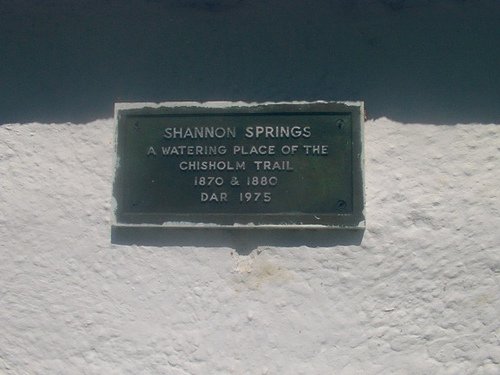 SHANNON SPRINGS
A WATERING PLACE OF THE
CHISHOLM TRAIL
1870 & 1880
DAR 1975